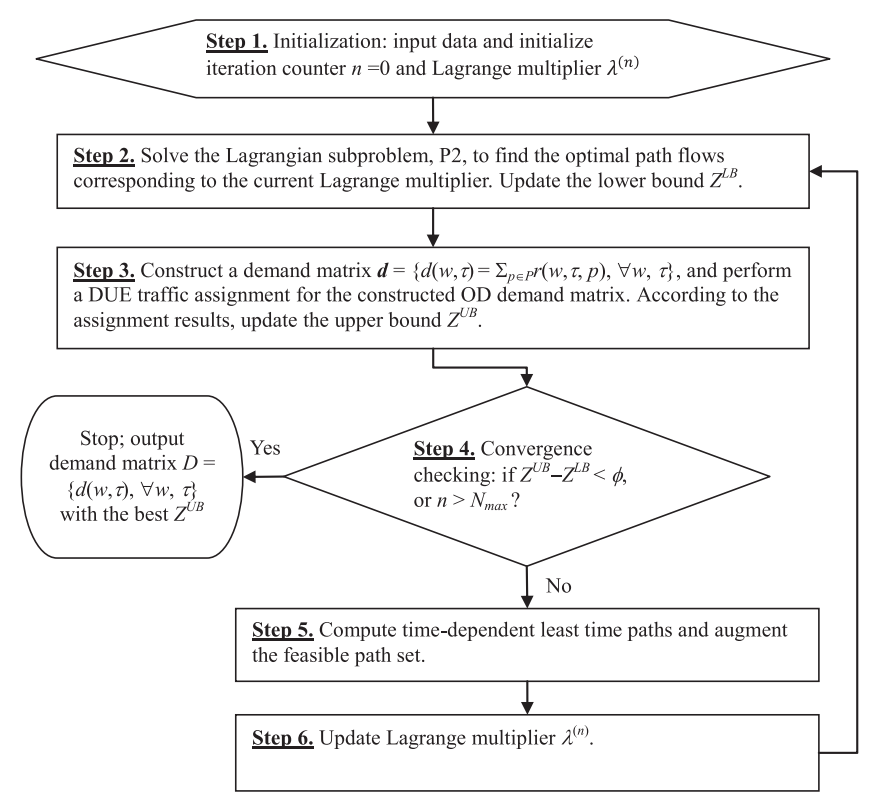 Step 1. Initialization: input data and initialize
iteration counter n =0 and Lagrange multiplier λ⁽ⁿ⁾
Step 2. Solve the Lagrangian subproblem, P2, to find the optimal path flows
corresponding to the current Lagrange multiplier. Update the lower bound Z^{LB}.
Step 3. Construct a demand matrix d = {d(w,τ) = Σ_{p∈P}r(w,τ, p), ∀w, τ}, and perform
a DUE traffic assignment for the constructed OD demand matrix. According to the
assignment results, update the upper bound Z^{UB}.
Step 4. Convergence
checking: if Z^{UB}–Z^{LB} < ϕ,
or n > N_{max}?
Yes
Stop; output
demand matrix D =
{d(w,τ), ∀w, τ}
with the best Z^{UB}
No
Step 5. Compute time-dependent least time paths and augment
the feasible path set.
Step 6. Update Lagrange multiplier λ⁽ⁿ⁾.